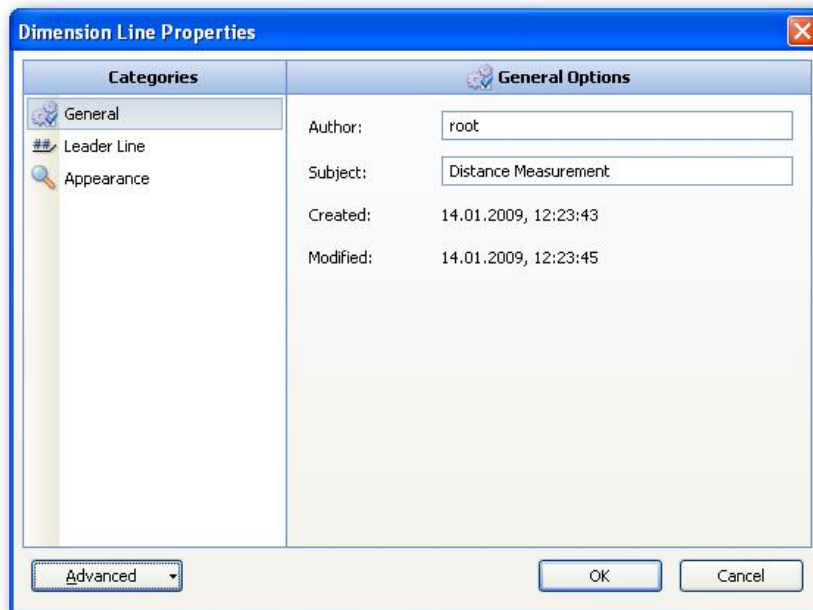 Dimension Line Properties
Categories
General
Leader Line
Appearance
General Options
Author: root
Subject: Distance Measurement
Created: 14.01.2009, 12:23:43
Modified: 14.01.2009, 12:23:45
Advanced
OK
Cancel